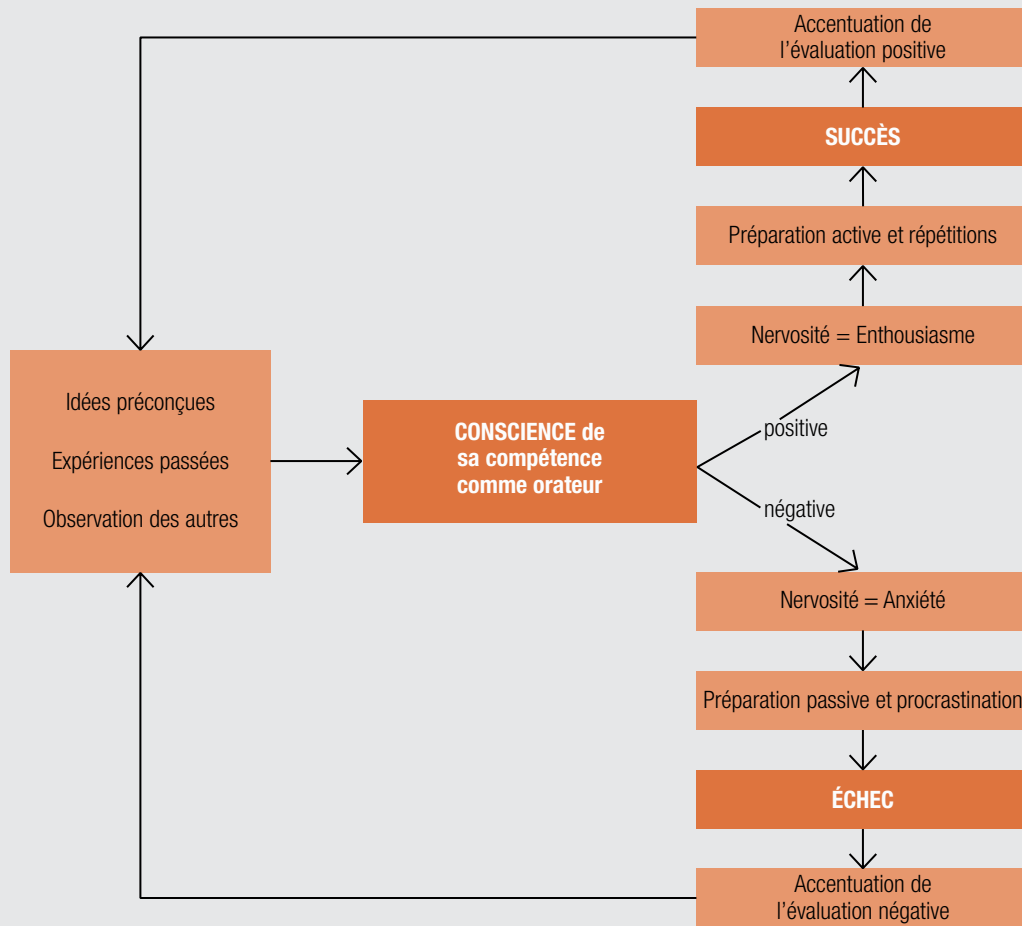 Accentuation de
l’évaluation positive
SUCCÈS
Préparation active et répétitions
Nervosité = Enthousiasme
Idées préconçues
Expériences passées
Observation des autres
CONSCIENCE de
sa compétence
comme orateur
positive
négative
Nervosité = Anxiété
Préparation passive et procrastination
ÉCHEC
Accentuation de
l’évaluation négative